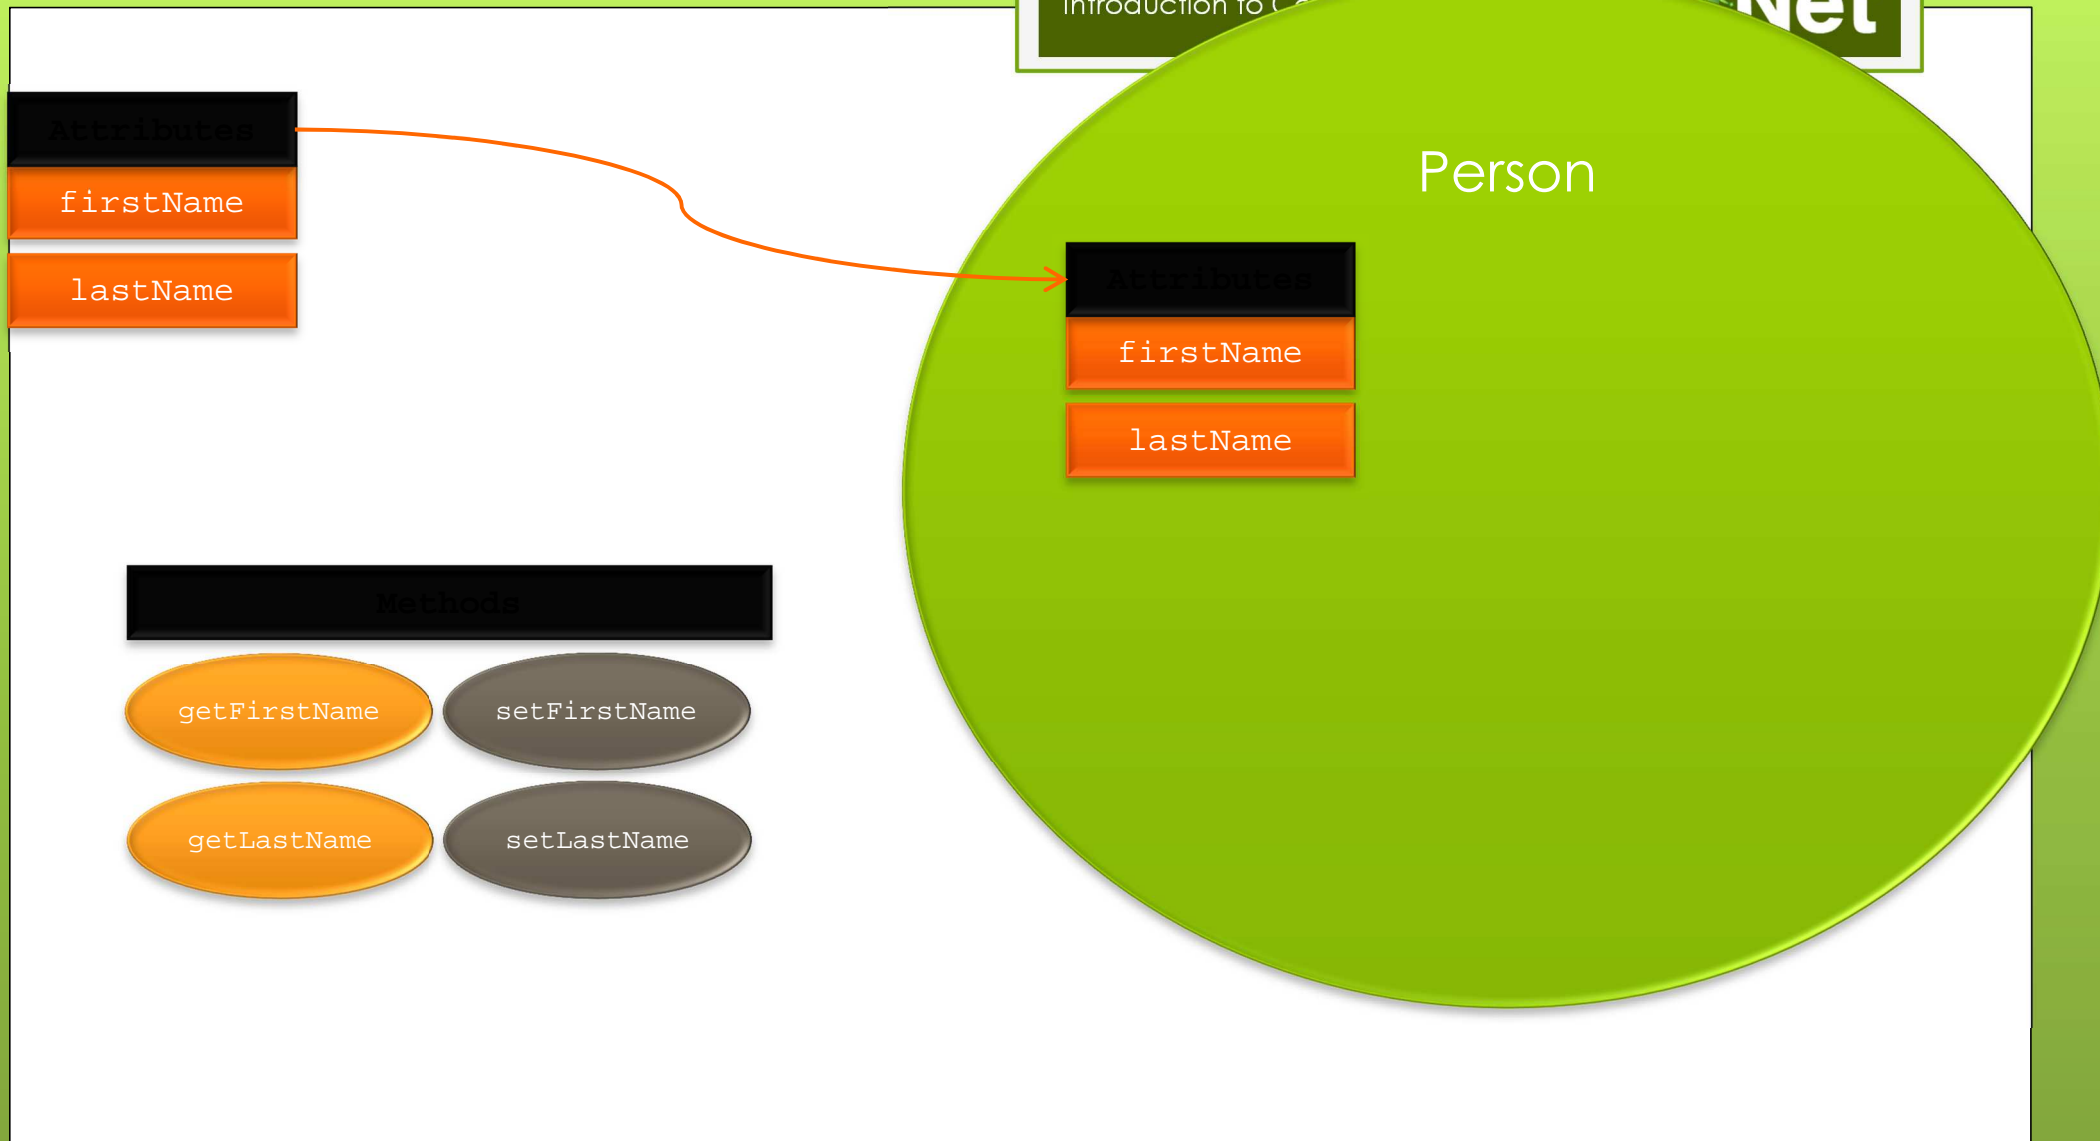 Introduction to
Net
Attributes
firstName
lastName
Person
Attributes
firstName
lastName
Methods
getFirstName
setFirstName
getLastName
setLastName